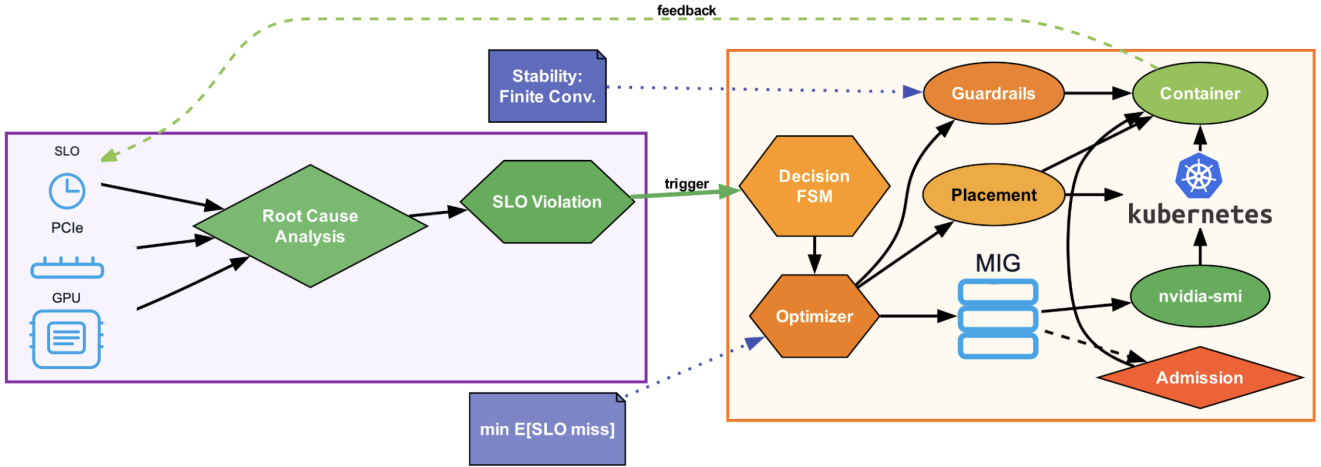 feedback
Stability:
Finite Conv.
Guardrails
Container
SLO
PCIe
GPU
Root Cause
Analysis
SLO Violation
trigger
Decision
FSM
Placement
kubernetes
MIG
Optimizer
nvidia-smi
Admission
min E[SLO miss]